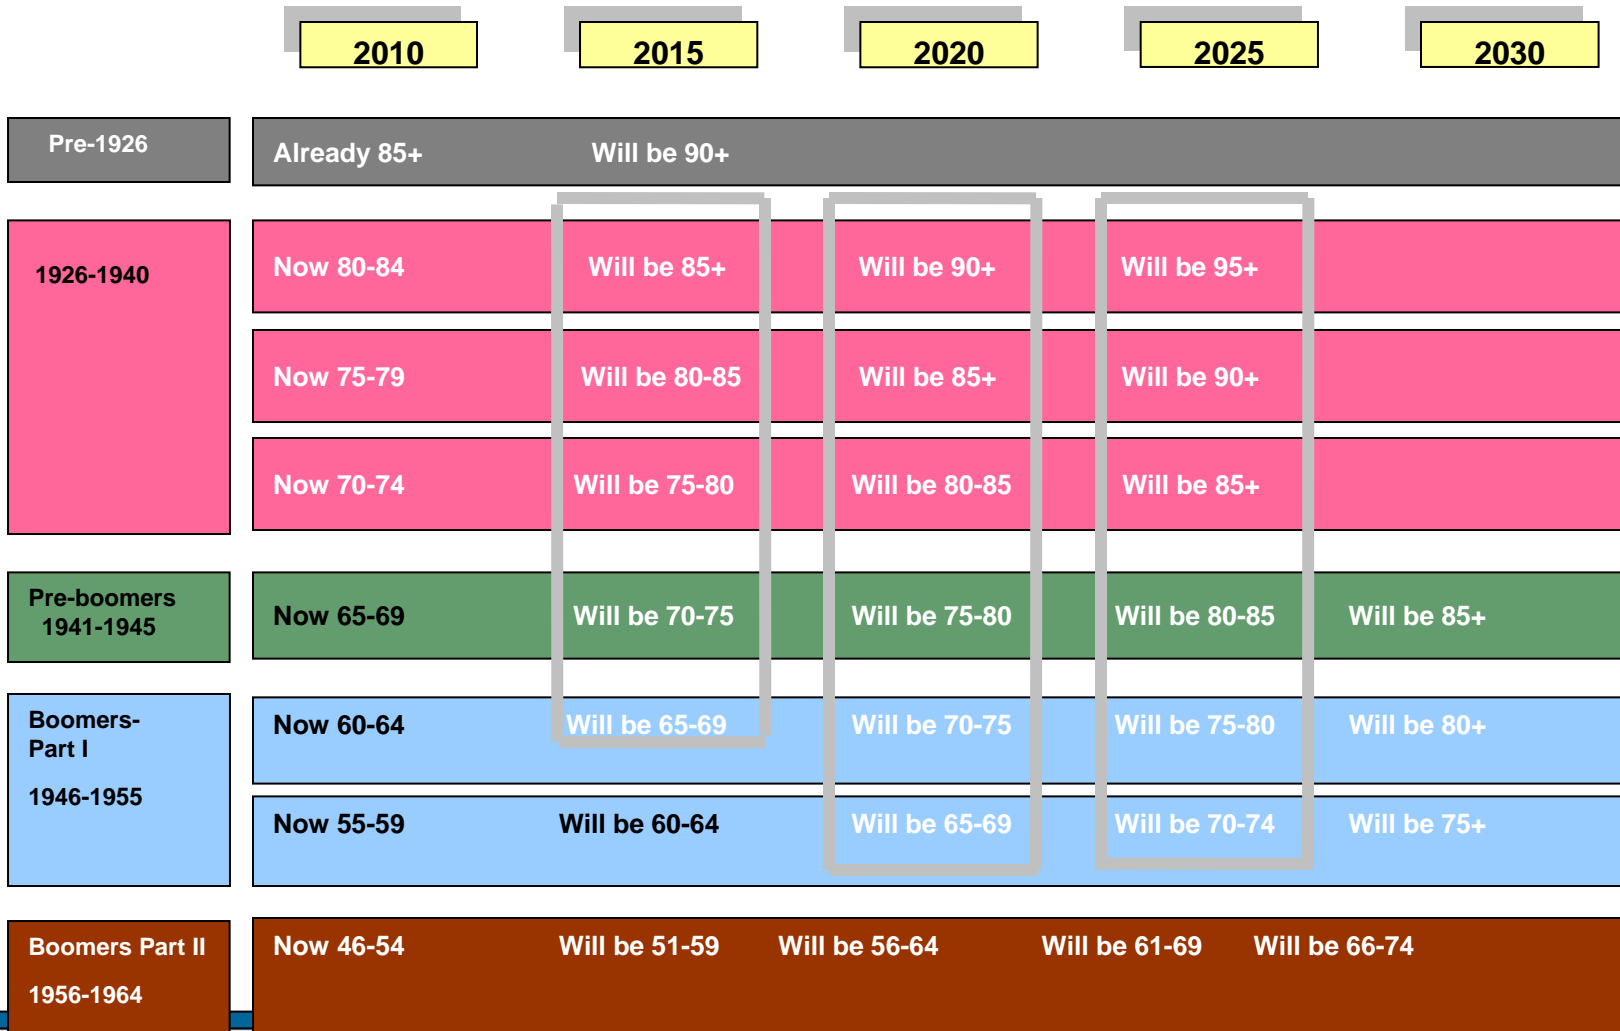 2010 2015 2020 2025 2030
Pre-1926
Already 85+ Will be 90+
1926-1940
Now 80-84 Will be 85+ Will be 90+ Will be 95+
Now 75-79 Will be 80-85 Will be 85+ Will be 90+
Now 70-74 Will be 75-80 Will be 80-85 Will be 85+
Pre-boomers
1941-1945
Now 65-69 Will be 70-75 Will be 75-80 Will be 80-85 Will be 85+
Boomers-
Part I
1946-1955
Now 60-64 Will be 65-69 Will be 70-75 Will be 75-80 Will be 80+
Now 55-59 Will be 60-64 Will be 65-69 Will be 70-74 Will be 75+
Boomers Part II
1956-1964
Now 46-54 Will be 51-59 Will be 56-64 Will be 61-69 Will be 66-74